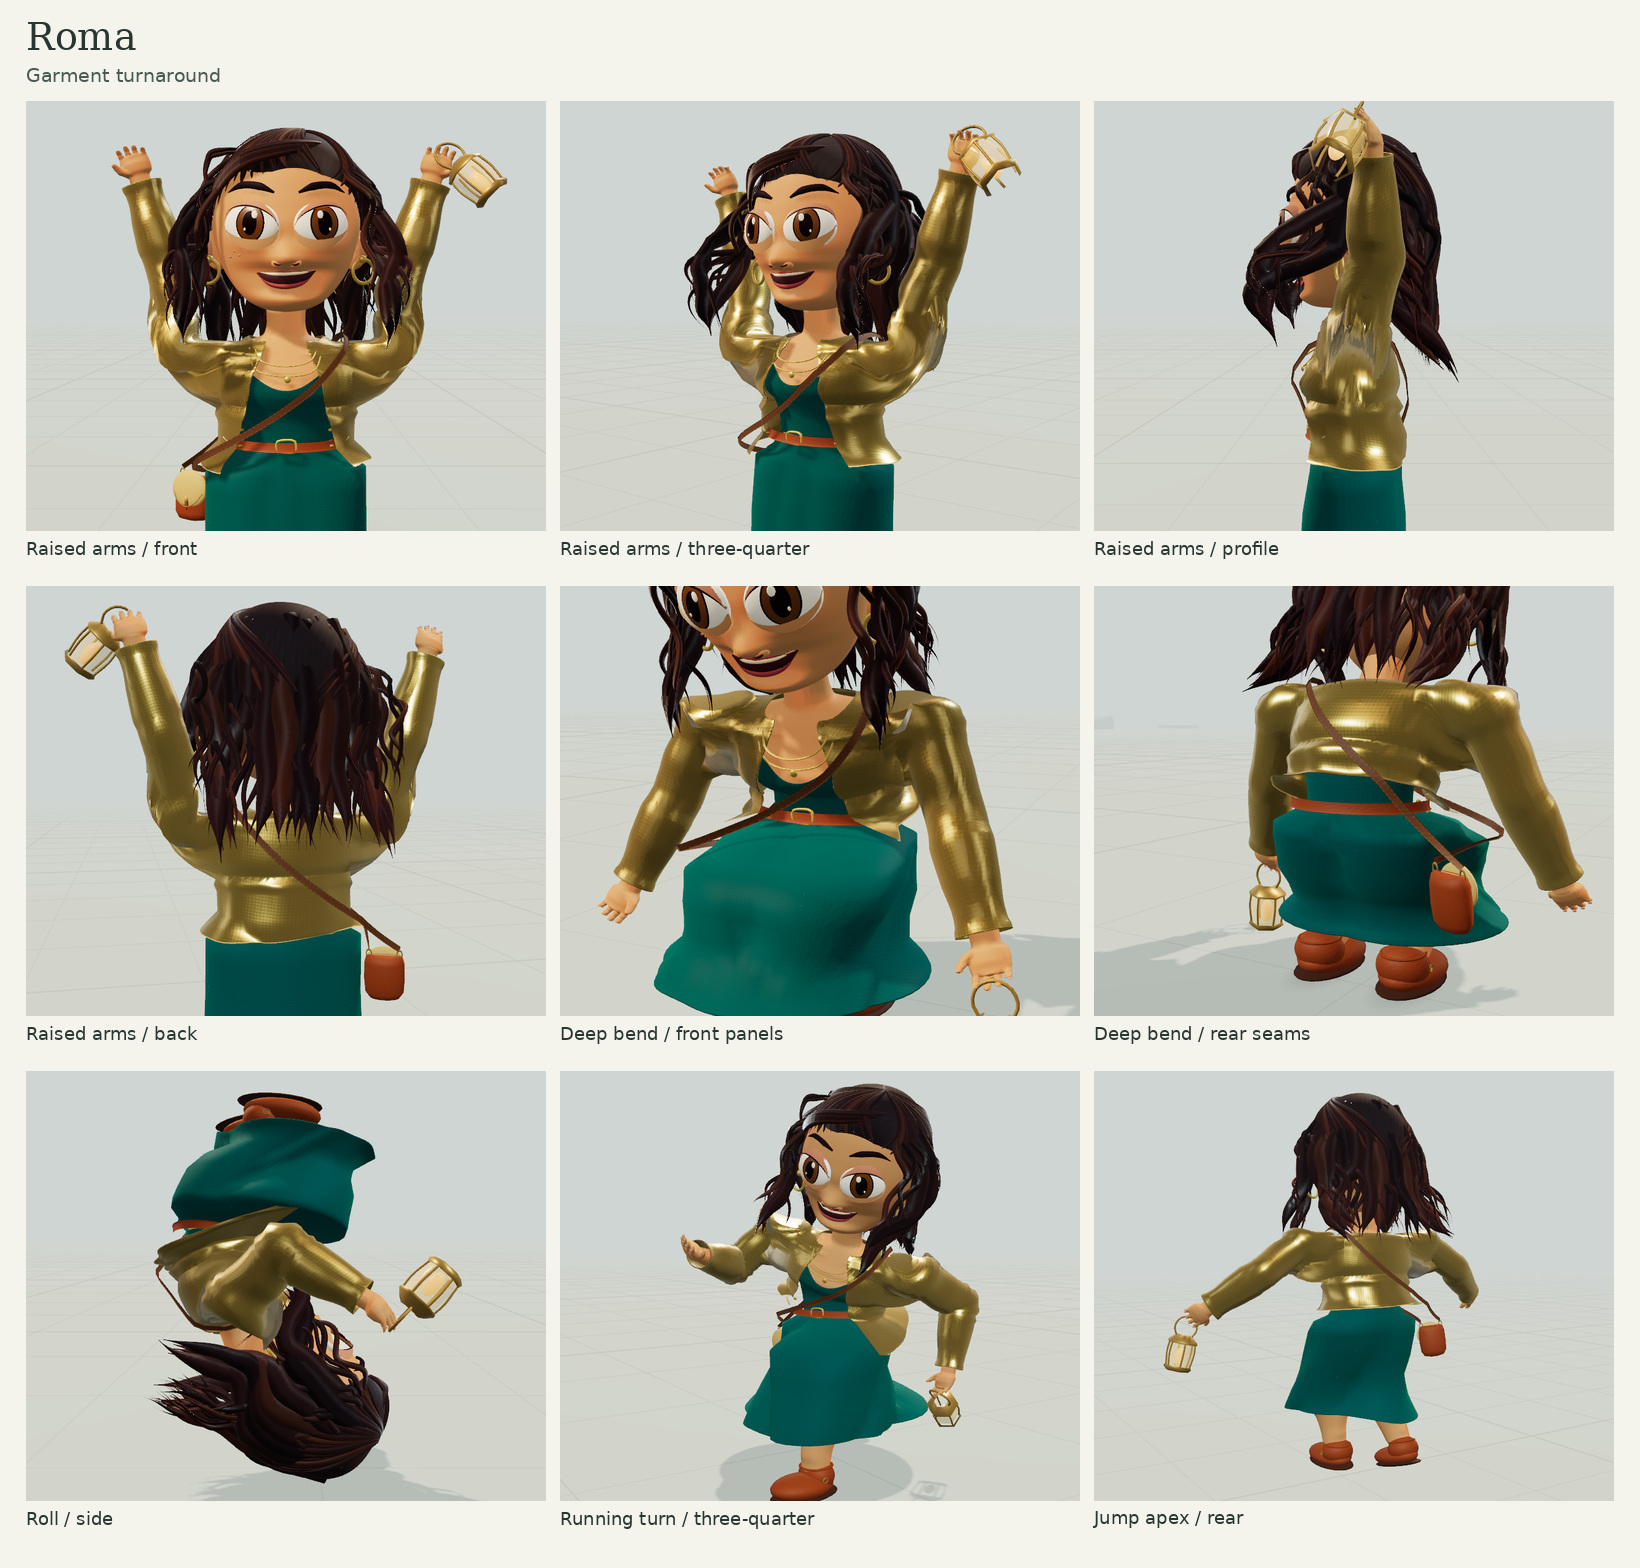 Roma
Garment turnaround
Raised arms / front
Raised arms / three-quarter
Raised arms / profile
Raised arms / back
Deep bend / front panels
Deep bend / rear seams
Roll / side
Running turn / three-quarter
Jump apex / rear